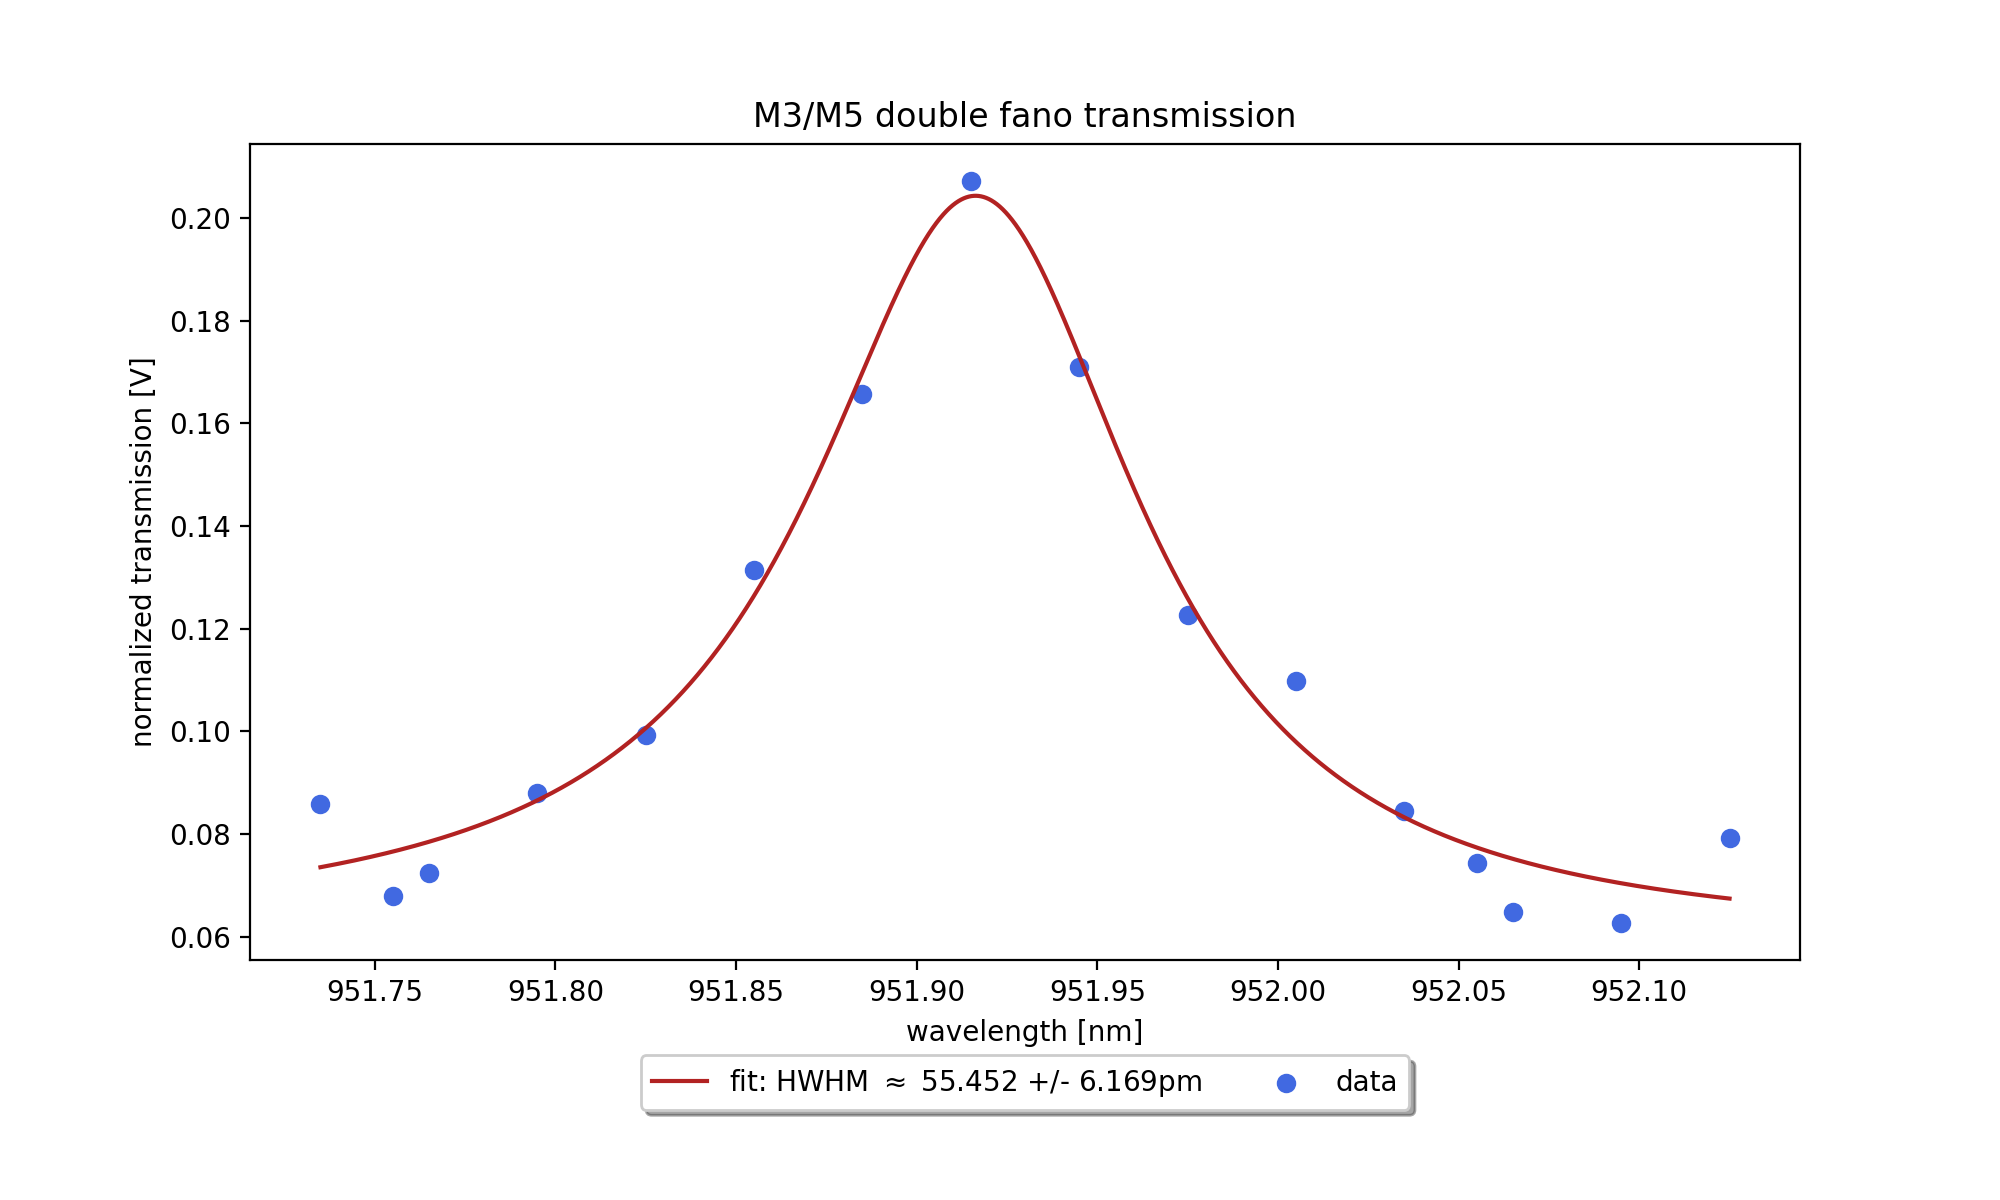 M3/M5 double fano transmission
normalized transmission [V]
0.20
0.18
0.16
0.14
0.12
0.10
0.08
0.06
951.75 951.80 951.85 951.90 951.95 952.00 952.05 952.10
wavelength [nm]
fit: HWHM ≈ 55.452 +/- 6.169pm data